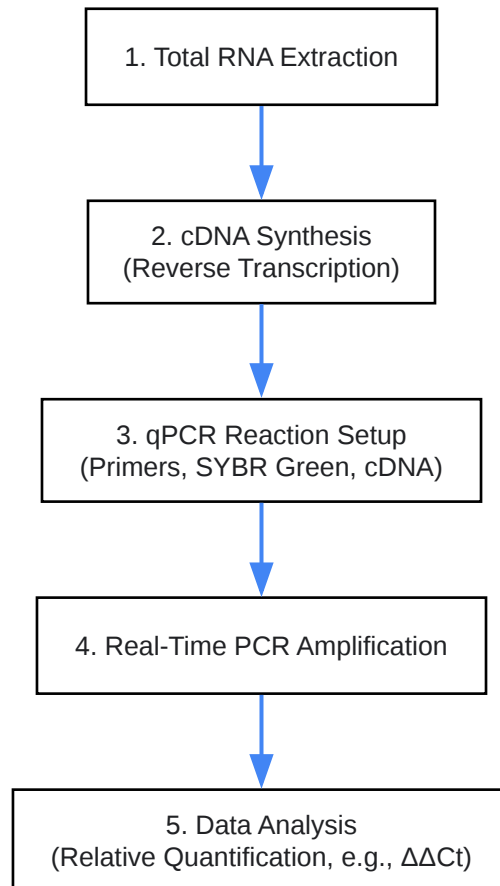 1. Total RNA Extraction
2. cDNA Synthesis
(Reverse Transcription)
3. qPCR Reaction Setup
(Primers, SYBR Green, cDNA)
4. Real-Time PCR Amplification
5. Data Analysis
(Relative Quantification, e.g., ΔΔCt)